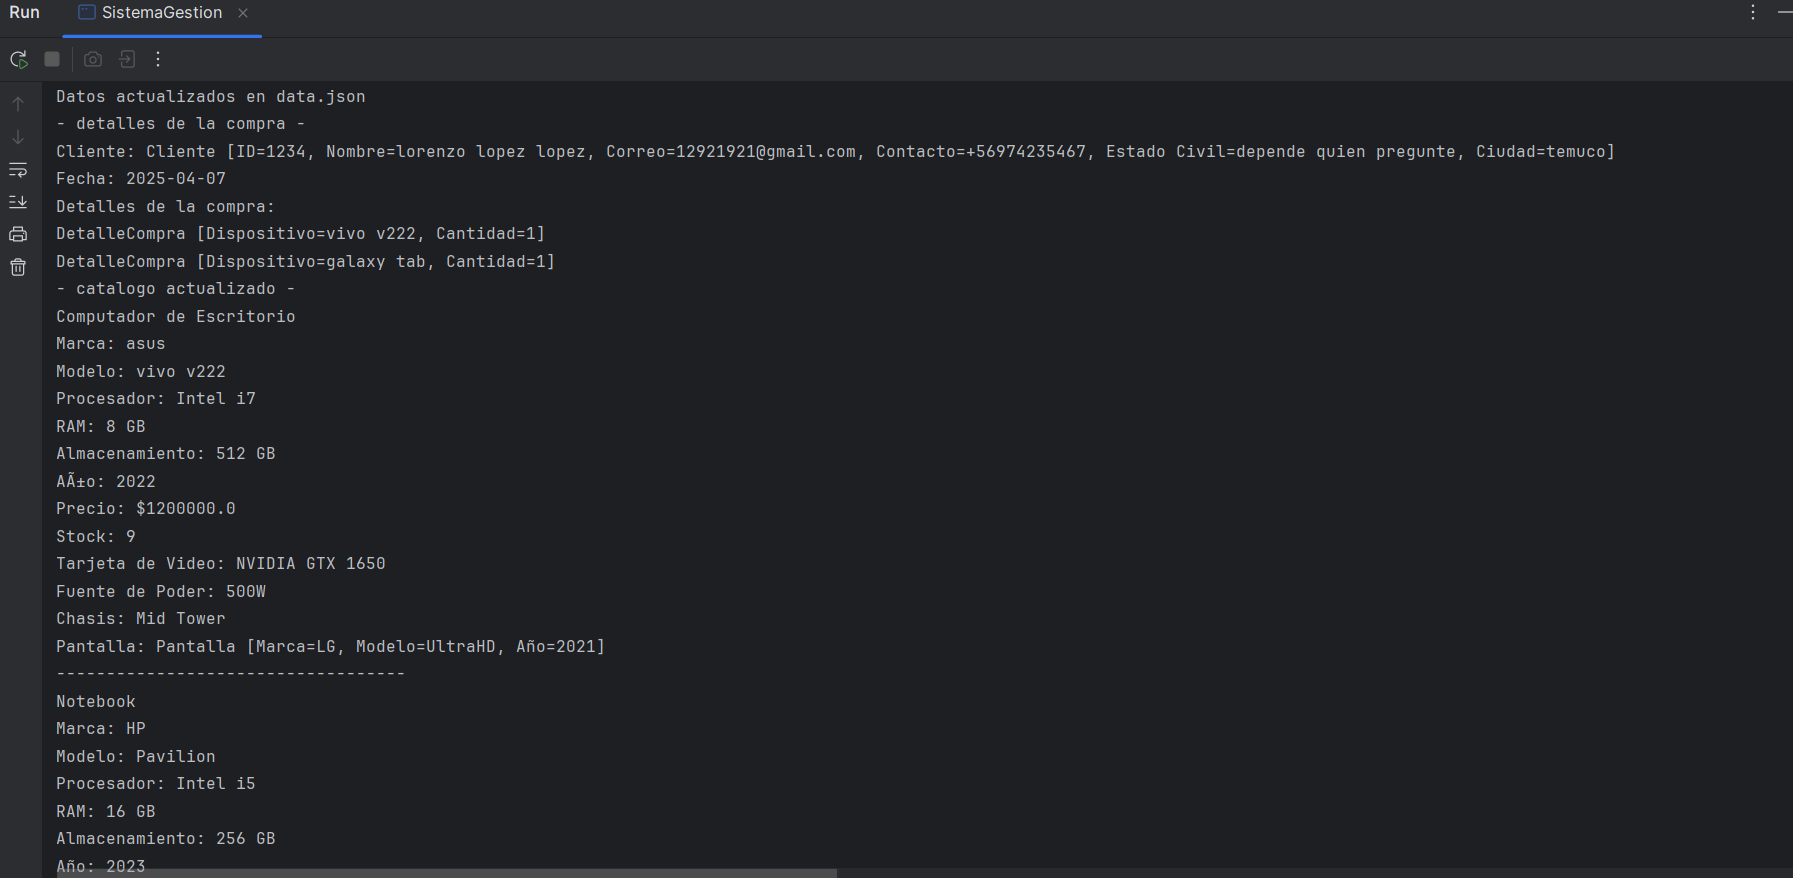 Run
SistemaGestion
Datos actualizados en data.json
- detalles de la compra -
Cliente: Cliente [ID=1234, Nombre=lorenzo lopez lopez, Correo=12921921@gmail.com, Contacto=+56974235467, Estado Civil=depende quien pregunte, Ciudad=temuco]
Fecha: 2025-04-07
Detalles de la compra:
DetalleCompra [Dispositivo=vivo v222, Cantidad=1]
DetalleCompra [Dispositivo=galaxy tab, Cantidad=1]
- catalogo actualizado -
Computador de Escritorio
Marca: asus
Modelo: vivo v222
Procesador: Intel i7
RAM: 8 GB
Almacenamiento: 512 GB
AÃ±o: 2022
Precio: $1200000.0
Stock: 9
Tarjeta de Video: NVIDIA GTX 1650
Fuente de Poder: 500W
Chasis: Mid Tower
Pantalla: Pantalla [Marca=LG, Modelo=UltraHD, Año=2021]
-----------------------------------
Notebook
Marca: HP
Modelo: Pavilion
Procesador: Intel i5
RAM: 16 GB
Almacenamiento: 256 GB
Año: 2023